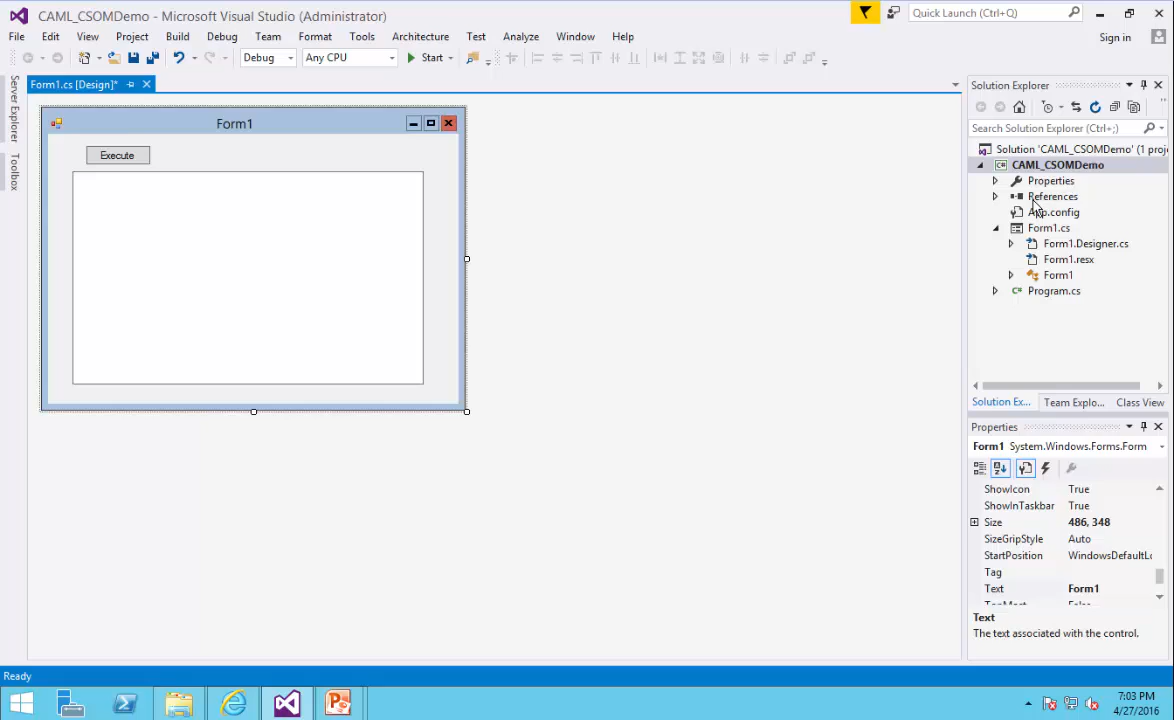 CAML_CSOMDemo - Microsoft Visual Studio (Administrator)
Quick Launch (Ctrl+;)
File Edit View Project Build Debug Team Format Tools Architecture Test Analyze Window Help
Sign in
Debug Any CPU Start
Server Explorer
Toolbox
Form1.cs [Design]*
Form1
Execute
Solution Explorer
Search Solution Explorer (Ctrl+;)
Solution 'CAML_CSOMDemo' (1 proj
CAML_CSOMDemo
Properties
References
App.config
Form1.cs
Form1.Designer.cs
Form1.resx
Form1
Program.cs
Solution Ex... Team Explo... Class View
Properties
Form1 System.Windows.Forms.Form
ShowIcon True
ShowInTaskbar True
Size 486, 348
SizeGripStyle Auto
StartPosition WindowsDefaultLo
Tag
Text Form1
TopMost False
Text
The text associated with the control.
Ready
7:03 PM
4/27/2016